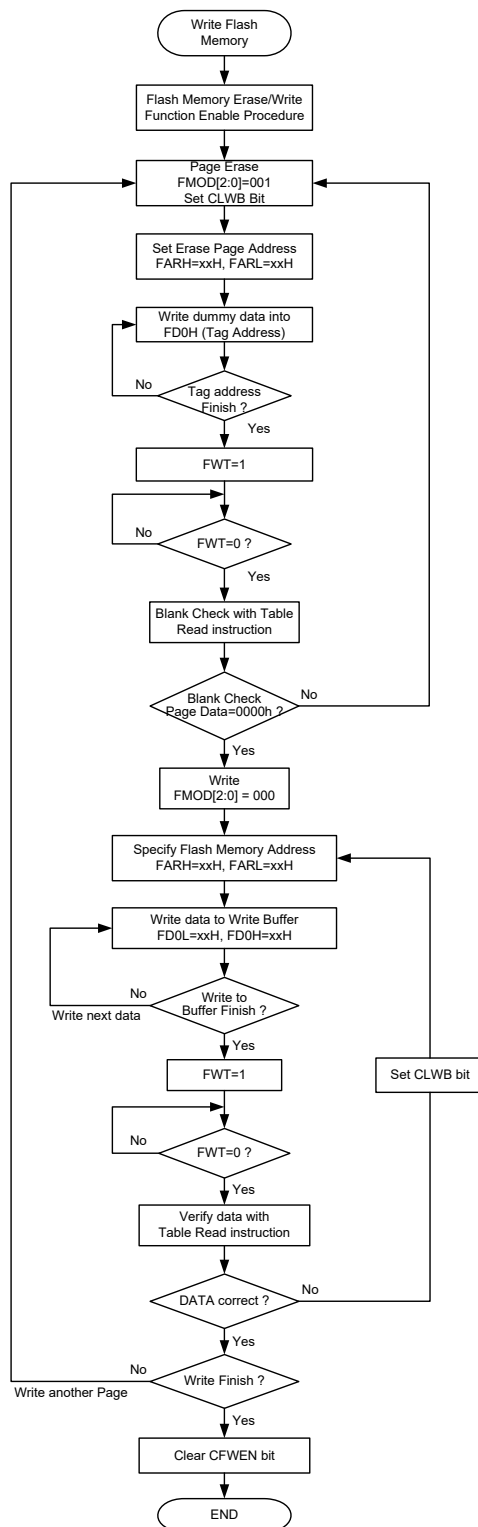 Write Flash
Memory
Flash Memory Erase/Write
Function Enable Procedure
Page Erase
FMOD[2:0]=001
Set CLWB Bit
Set Erase Page Address
FARH=xxH, FARL=xxH
Write dummy data into
FD0H (Tag Address)
No
Tag address
Finish ?
Yes
FWT=1
No
FWT=0 ?
Yes
Blank Check with Table
Read instruction
No
Blank Check
Page Data=0000h ?
Yes
Write
FMOD[2:0] = 000
Specify Flash Memory Address
FARH=xxH, FARL=xxH
Write data to Write Buffer
FD0L=xxH, FD0H=xxH
No
Write next data
Write to
Buffer Finish ?
Yes
FWT=1
Set CLWB bit
No
FWT=0 ?
Yes
Verify data with
Table Read instruction
No
DATA correct ?
Yes
No
Write another Page
Write Finish ?
Yes
Clear CFWEN bit
END